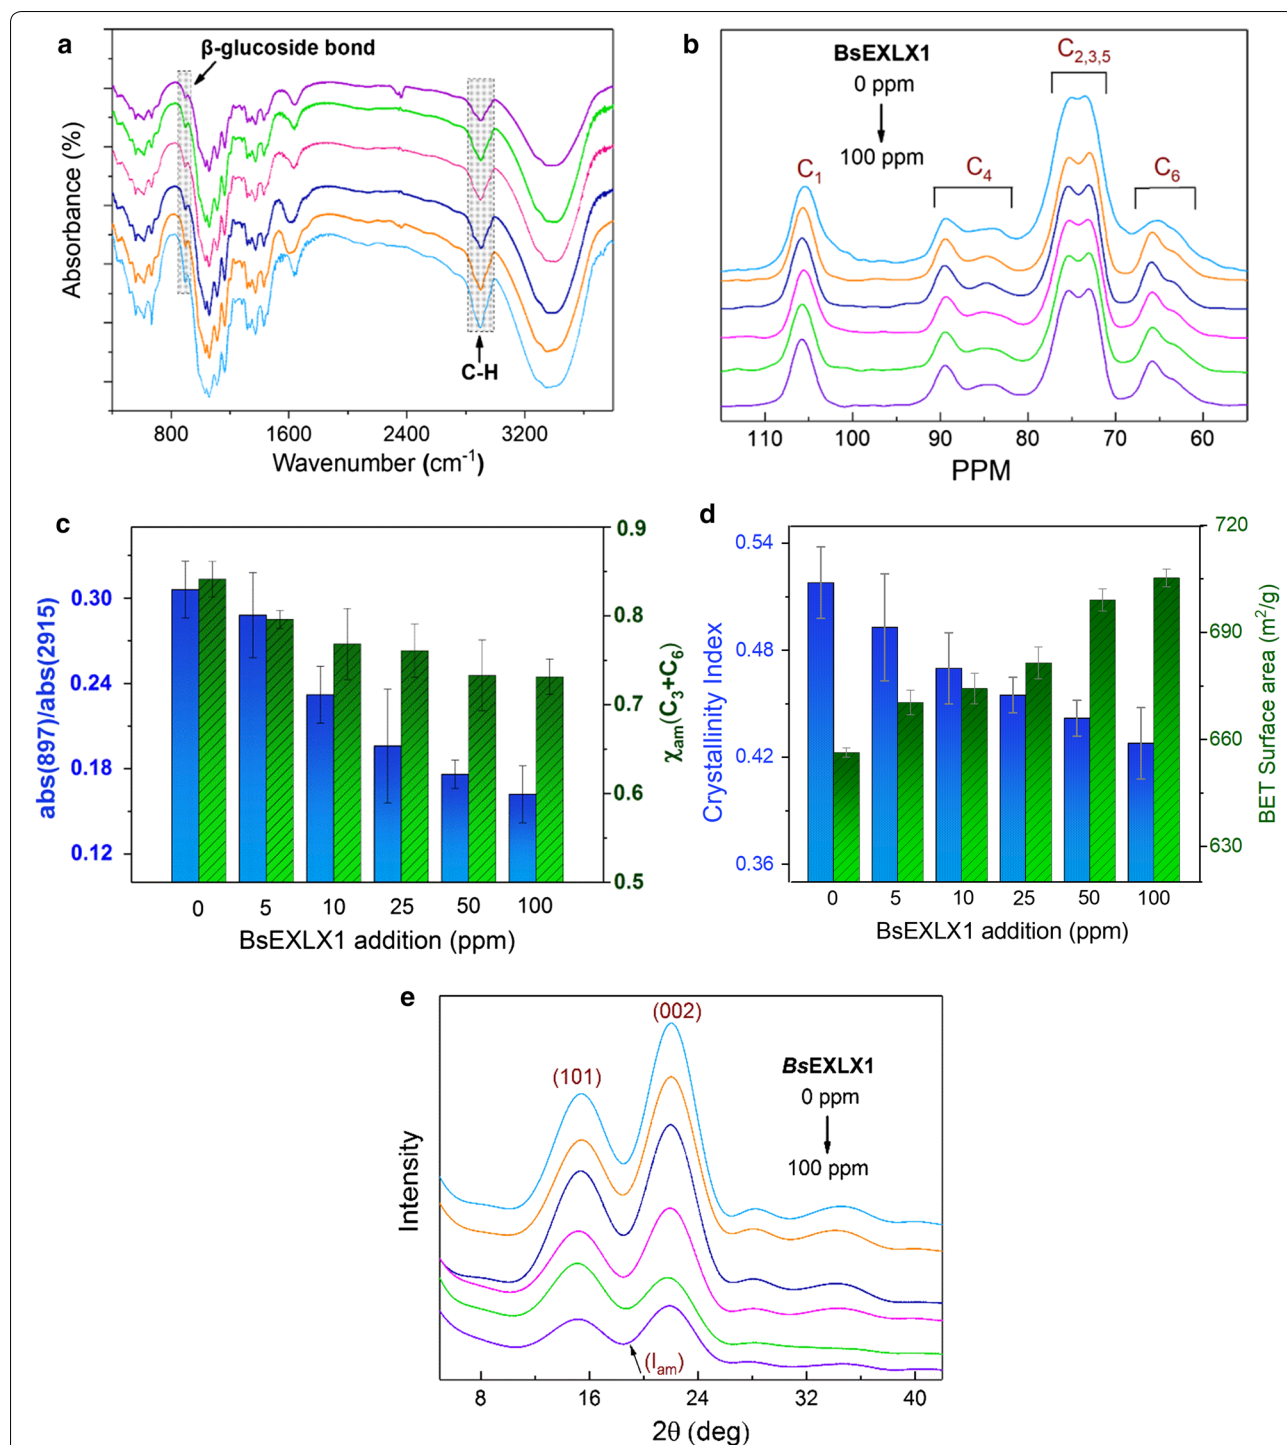 a
β-glucoside bond
Absorbance (%)
C-H
800 1600 2400 3200
Wavenumber (cm-1)
b
BsEXLX1
0 ppm
100 ppm
C1
C4
C2,3,5
C6
110 100 90 80 70 60
PPM
c
abs(897)/abs(2915)
0.30
0.24
0.18
0.12
0.9
0.8
0.7
0.6
0.5
χam(C3+C6)
0 5 10 25 50 100
BsEXLX1 addition (ppm)
d
Crystallinity Index
0.54
0.48
0.42
0.36
720
690
660
630
BET Surface area (m2/g)
0 5 10 25 50 100
BsEXLX1 addition (ppm)
e
Intensity
(101)
(002)
BsEXLX1
0 ppm
100 ppm
(Iam)
8 16 24 32 40
2θ (deg)